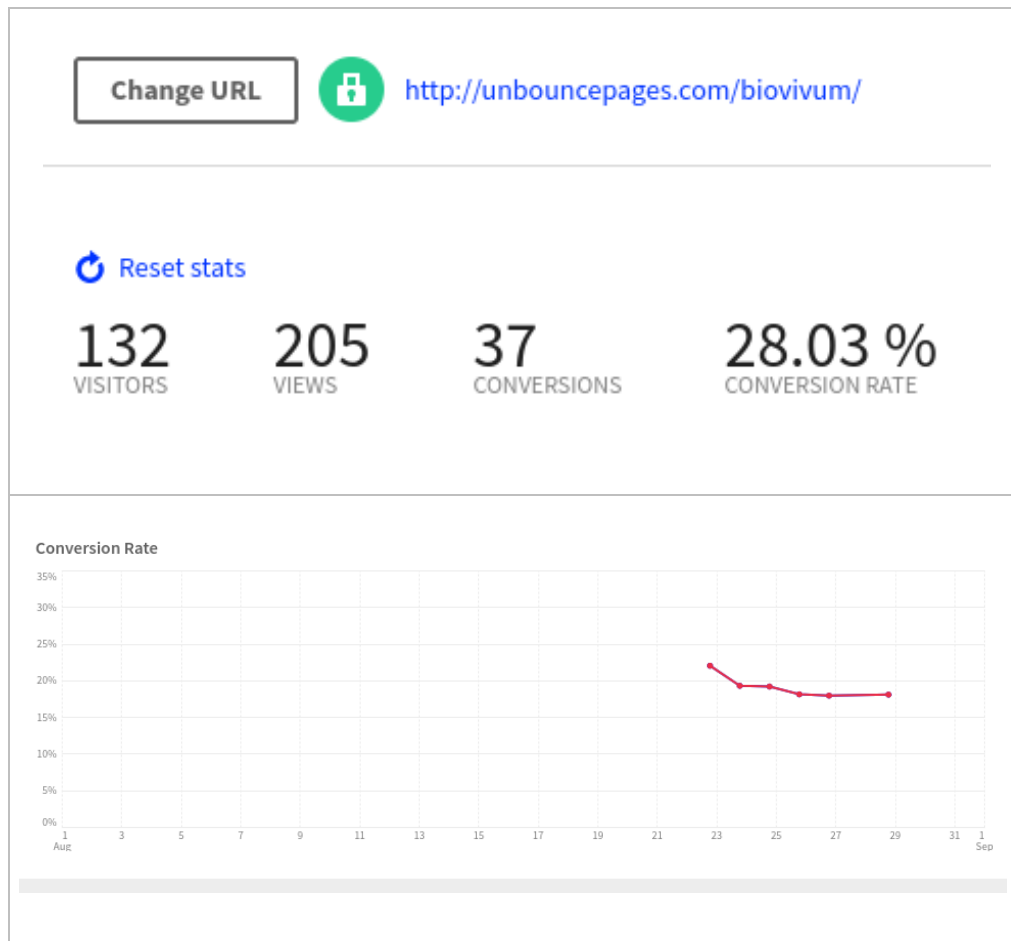 Change URL http://unbouncepages.com/biovivum/
Reset stats
132 205 37 28.03 %
VISITORS VIEWS CONVERSIONS CONVERSION RATE
Conversion Rate
35%
30%
25%
20%
15%
10%
5%
0%
1 3 5 7 9 11 13 15 17 19 21 23 25 27 29 31 1
Aug Sep